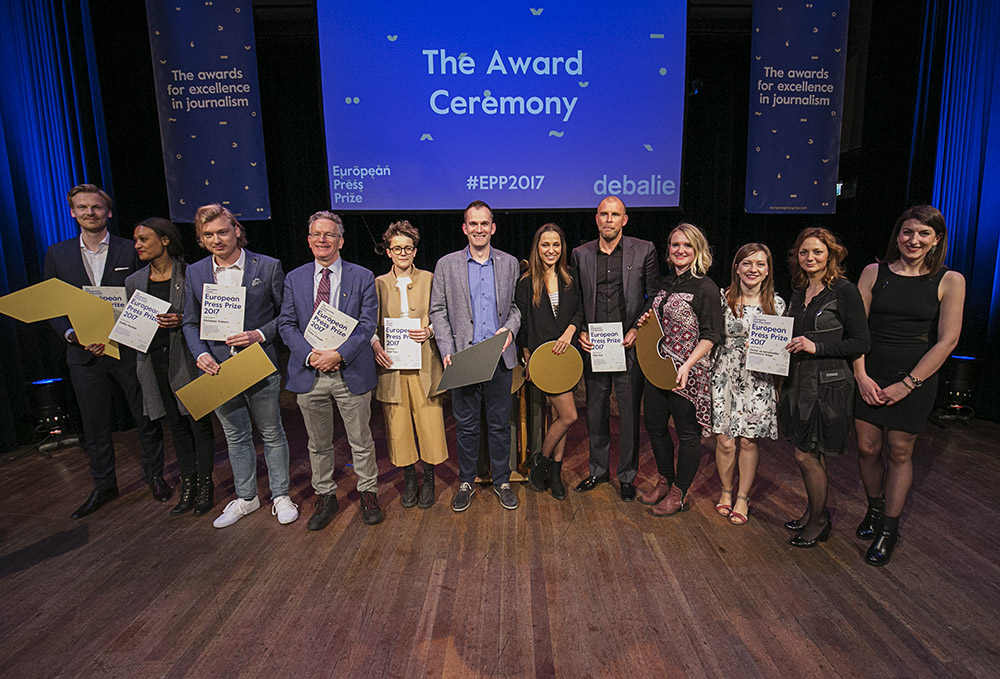 The awards
for excellence
in journalism
The Award
Ceremony
European
Press
Prize
#EPP2017
debalie
The awards
for excellence
in journalism
European
Press Prize
2017
European
Press Prize
2017
European
Press Prize
2017
European
Press Prize
2017
European
Press Prize
2017
European
Press Prize
2017